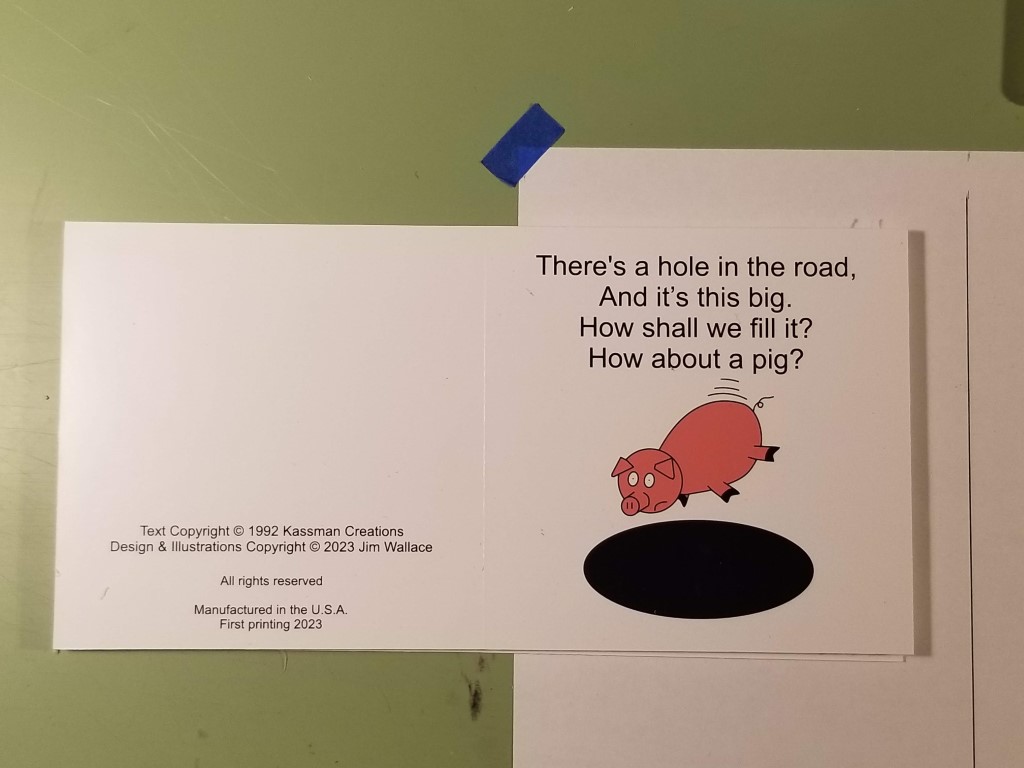 Text Copyright © 1992 Kassman Creations
Design & Illustrations Copyright © 2023 Jim Wallace
All rights reserved
Manufactured in the U.S.A.
First printing 2023
There's a hole in the road,
And it's this big.
How shall we fill it?
How about a pig?